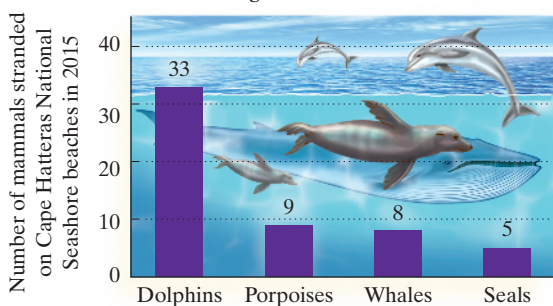 Number of mammals stranded
on Cape Hatteras National
Seashore beaches in 2015
40
30
20
10
0
33
9
8
5
Dolphins Porpoises Whales Seals